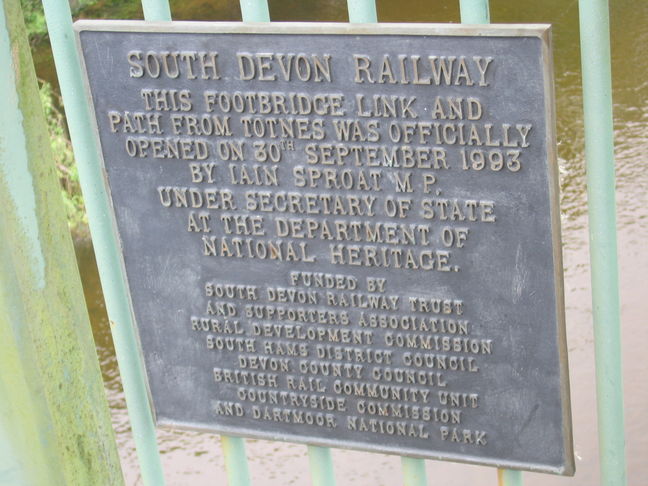 SOUTH DEVON RAILWAY
THIS FOOTBRIDGE LINK AND
PATH FROM TOTNES WAS OFFICIALLY
OPENED ON 30TH SEPTEMBER 1993
BY IAIN SPROAT M.P.
UNDER SECRETARY OF STATE
AT THE DEPARTMENT OF
NATIONAL HERITAGE.
FUNDED BY
SOUTH DEVON RAILWAY TRUST
AND SUPPORTERS ASSOCIATION
RURAL DEVELOPMENT COMMISSION
SOUTH HAMS DISTRICT COUNCIL
DEVON COUNTY COUNCIL
BRITISH RAIL COMMUNITY UNIT
COUNTRYSIDE COMMISSION
AND DARTMOOR NATIONAL PARK